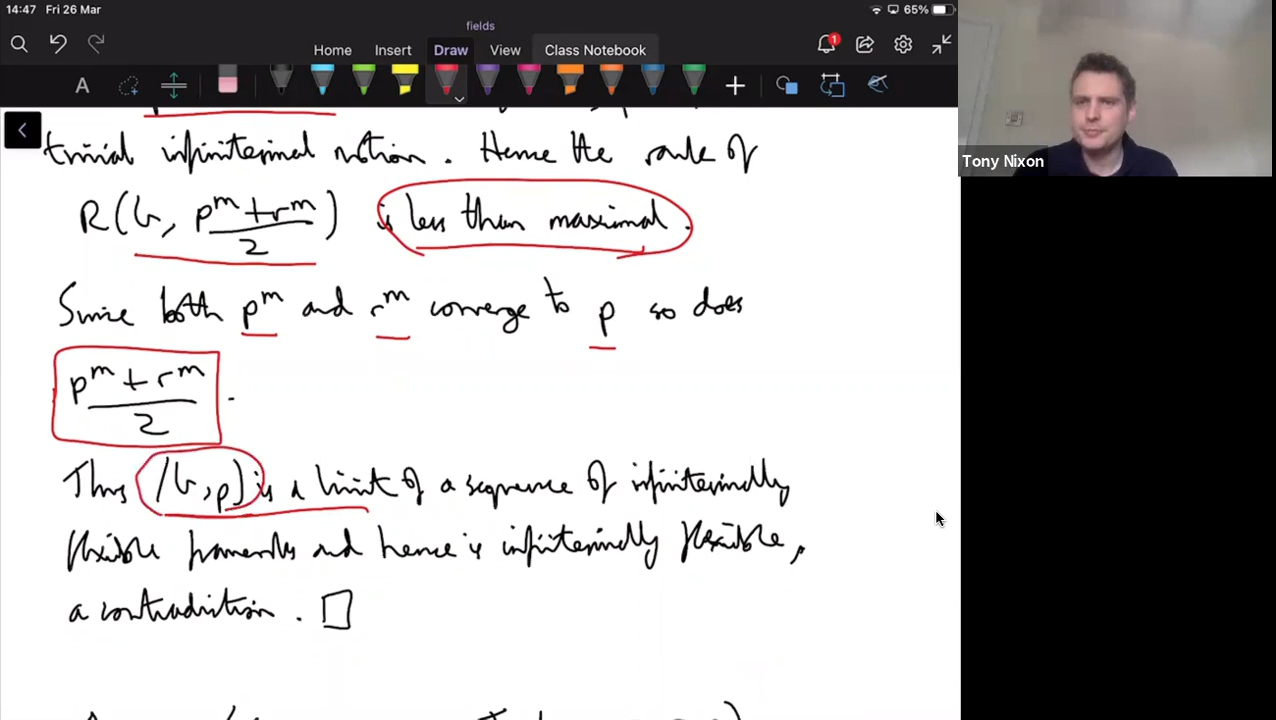 14:47 Fri 26 Mar
65%
fields
Home Insert Draw View Class Notebook
1
Tony Nixon
trivial infinitesimal motion. Hence the rank of
R(G, (p^m + r^m)/2) is less than maximal.
Since both p^m and r^m converge to p so does
(p^m + r^m)/2.
Thus (G, p) is a limit of a sequence of infinitesimally
flexible frameworks and hence is infinitesimally flexible,
a contradiction. □